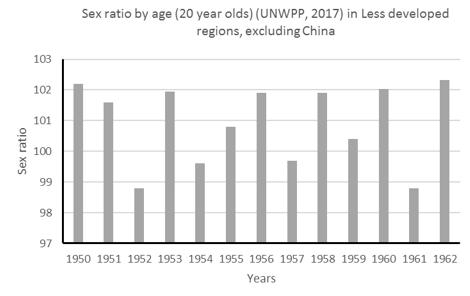 Sex ratio by age (20 year olds) (UNWPP, 2017) in Less developed
regions, excluding China
103
102
101
100
99
98
97
Sex ratio
1950 1951 1952 1953 1954 1955 1956 1957 1958 1959 1960 1961 1962
Years